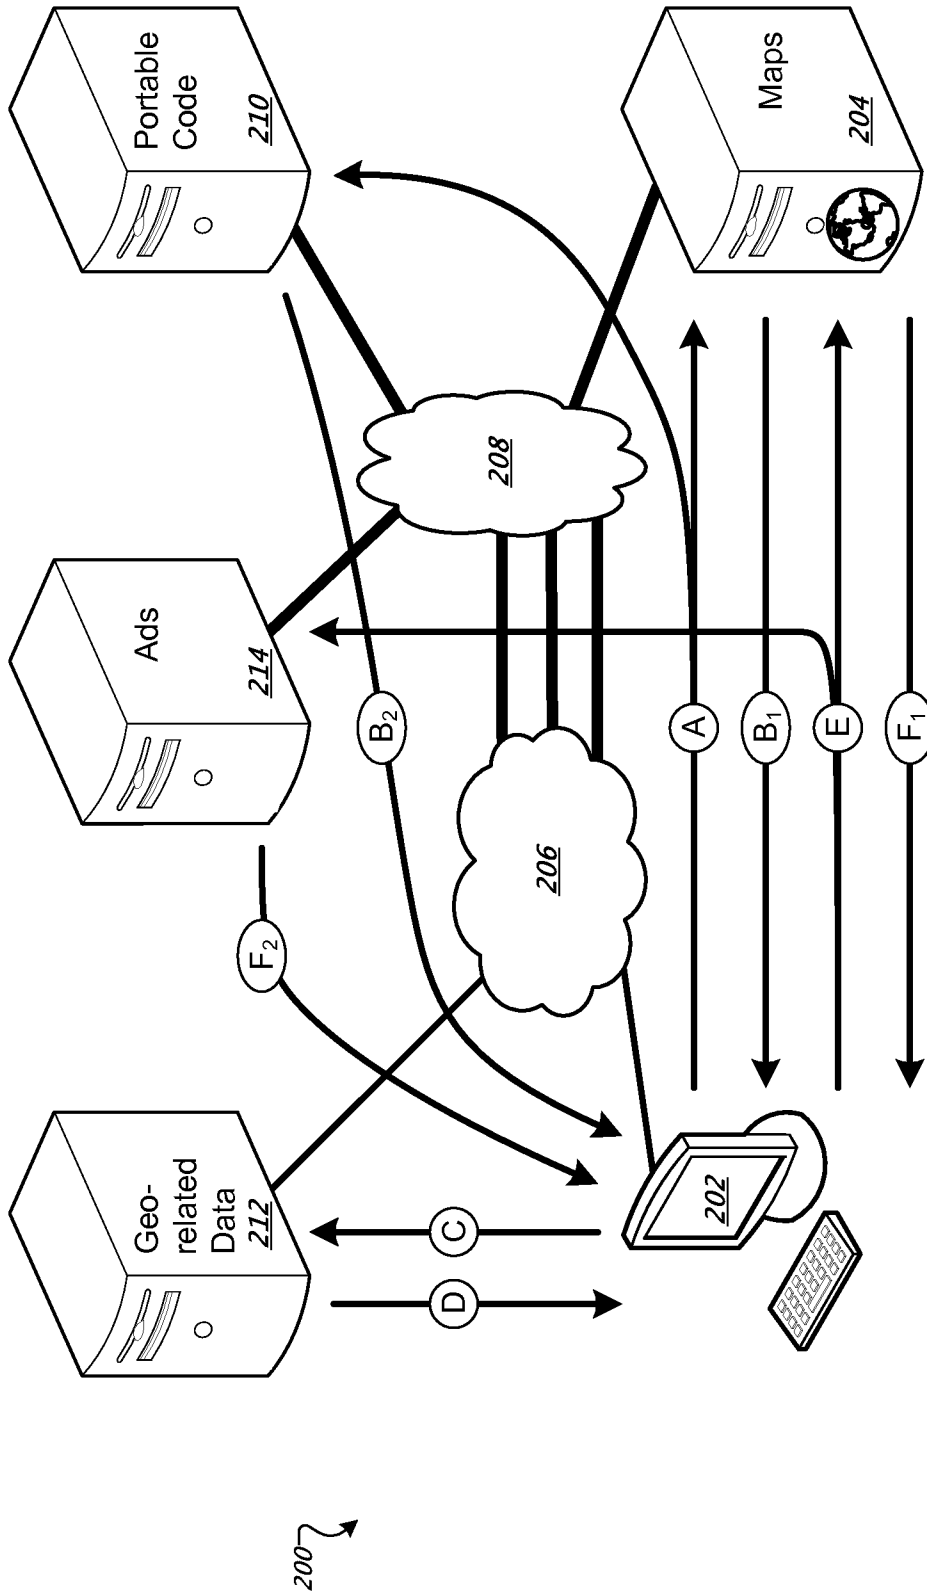 200
Geo-
related
Data
212
Ads
214
Portable
Code
210
F₂
B₂
C
D
206
208
202
A
B₁
E
F₁
Maps
204